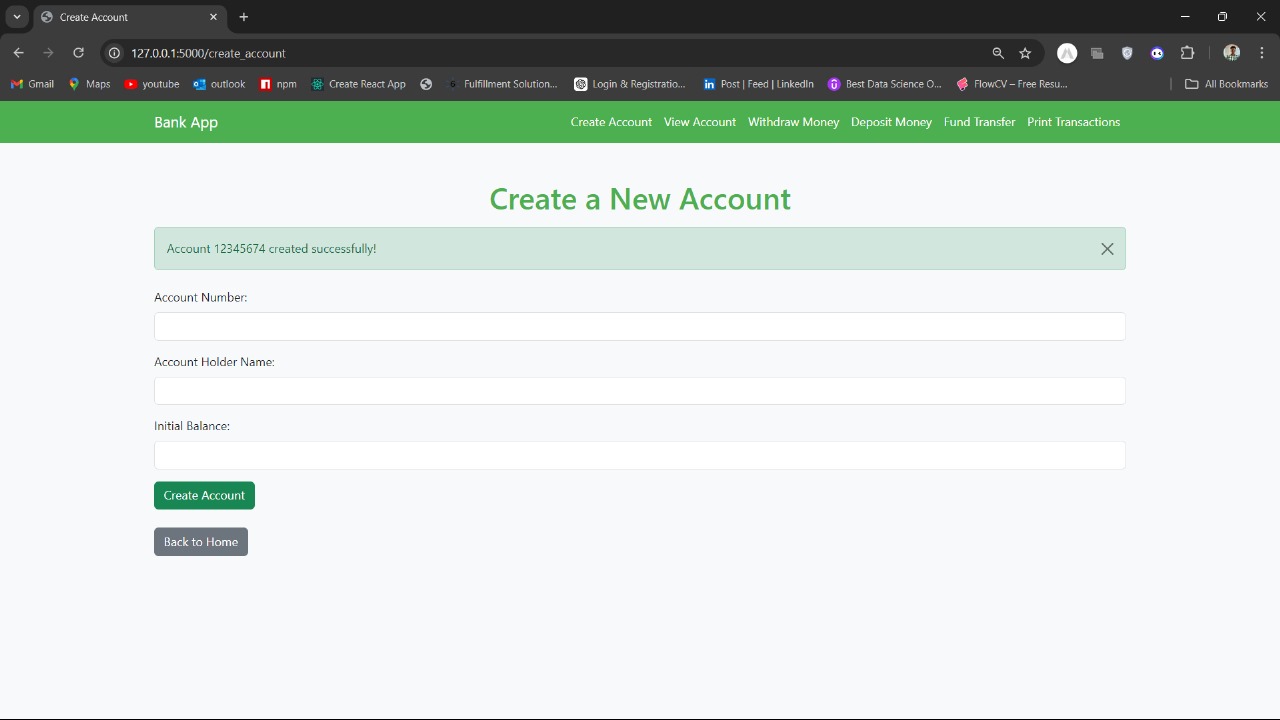 Create Account
127.0.0.1:5000/create_account
Gmail Maps youtube outlook npm Create React App Fulfillment Solution... Login & Registratio... Post | Feed | LinkedIn Best Data Science O... FlowCV – Free Resu... All Bookmarks
Bank App Create Account View Account Withdraw Money Deposit Money Fund Transfer Print Transactions
Create a New Account
Account 12345674 created successfully!
Account Number:
Account Holder Name:
Initial Balance:
Create Account
Back to Home